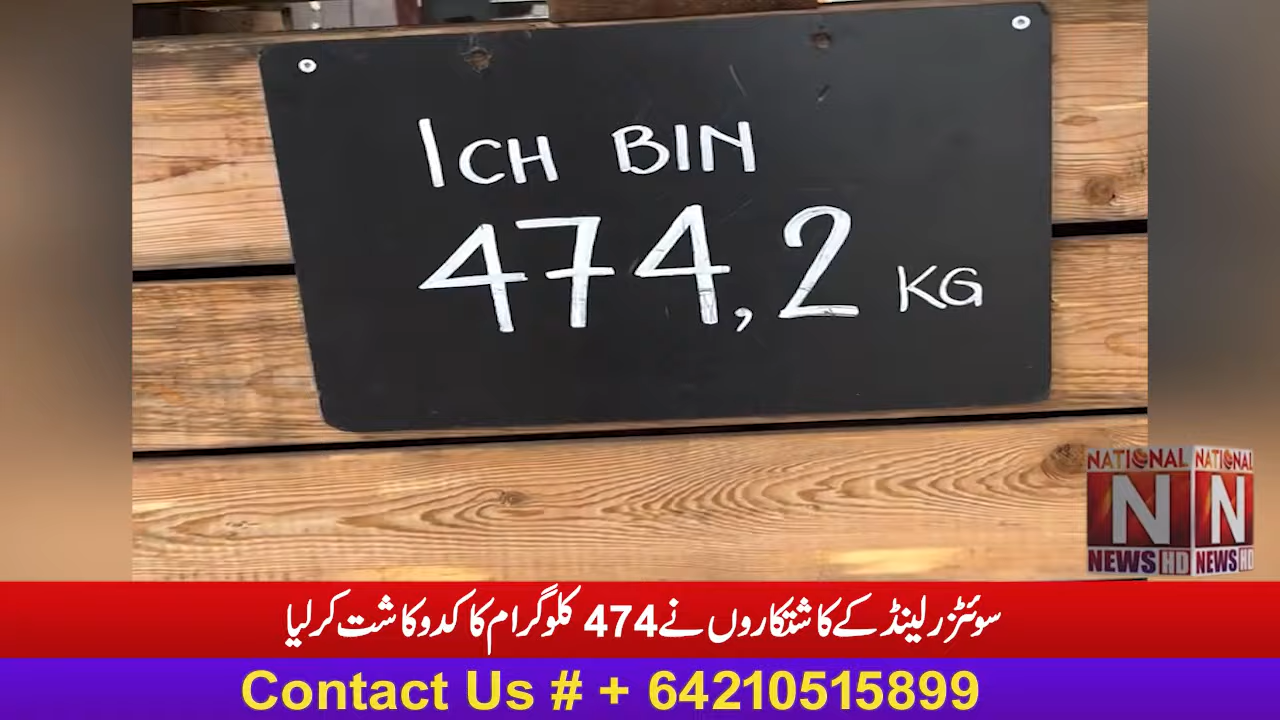 ICH BIN
474,2 KG
NATIONAL NATIONAL
N N
NEWS HD NEWS HD
سوئٹزرلینڈ کے کاشتکاروں نے 474 کلوگرام کا کدو کاشت کرلیا
Contact Us # + 64210515899